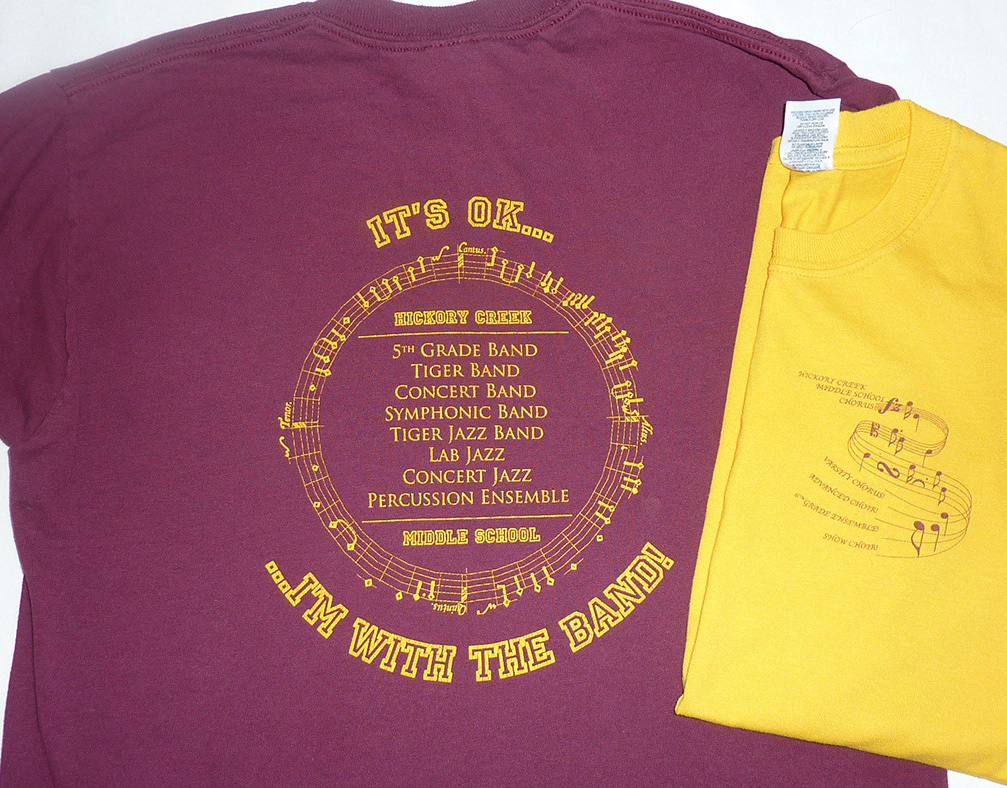 IT'S OK...
Cantus.
HICKORY CREEK
5TH GRADE BAND
TIGER BAND
CONCERT BAND
SYMPHONIC BAND
TIGER JAZZ BAND
LAB JAZZ
CONCERT JAZZ
PERCUSSION ENSEMBLE
MIDDLE SCHOOL
Tenor.
...I'M WITH THE BAND!
HICKORY CREEK
MIDDLE SCHOOL
CHORUS
VARSITY CHORUS!
ADVANCED CHOIR!
6TH GRADE ENSEMBLE!
SHOW CHOIR!